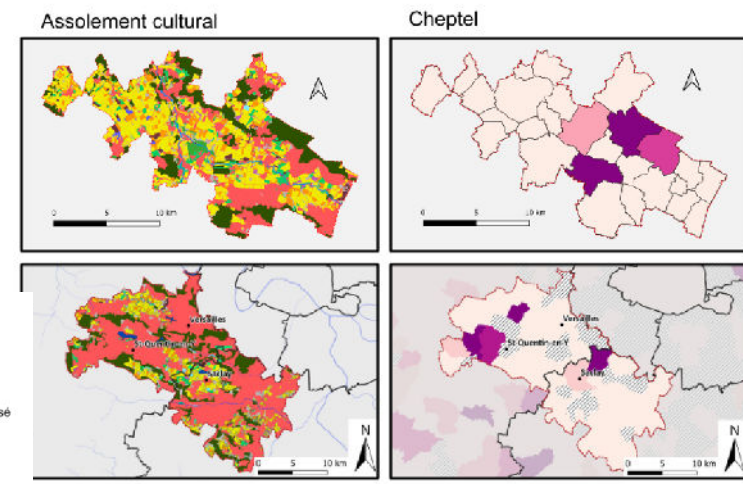 Assolement cultural
Cheptel
0 5 10 km
0 5 10 km
Versailles
St Quentin-en-Y
Saclay
N
0 5 10 km
Versailles
St Quentin-en-Y
Saclay
N
0 5 10 km
sé